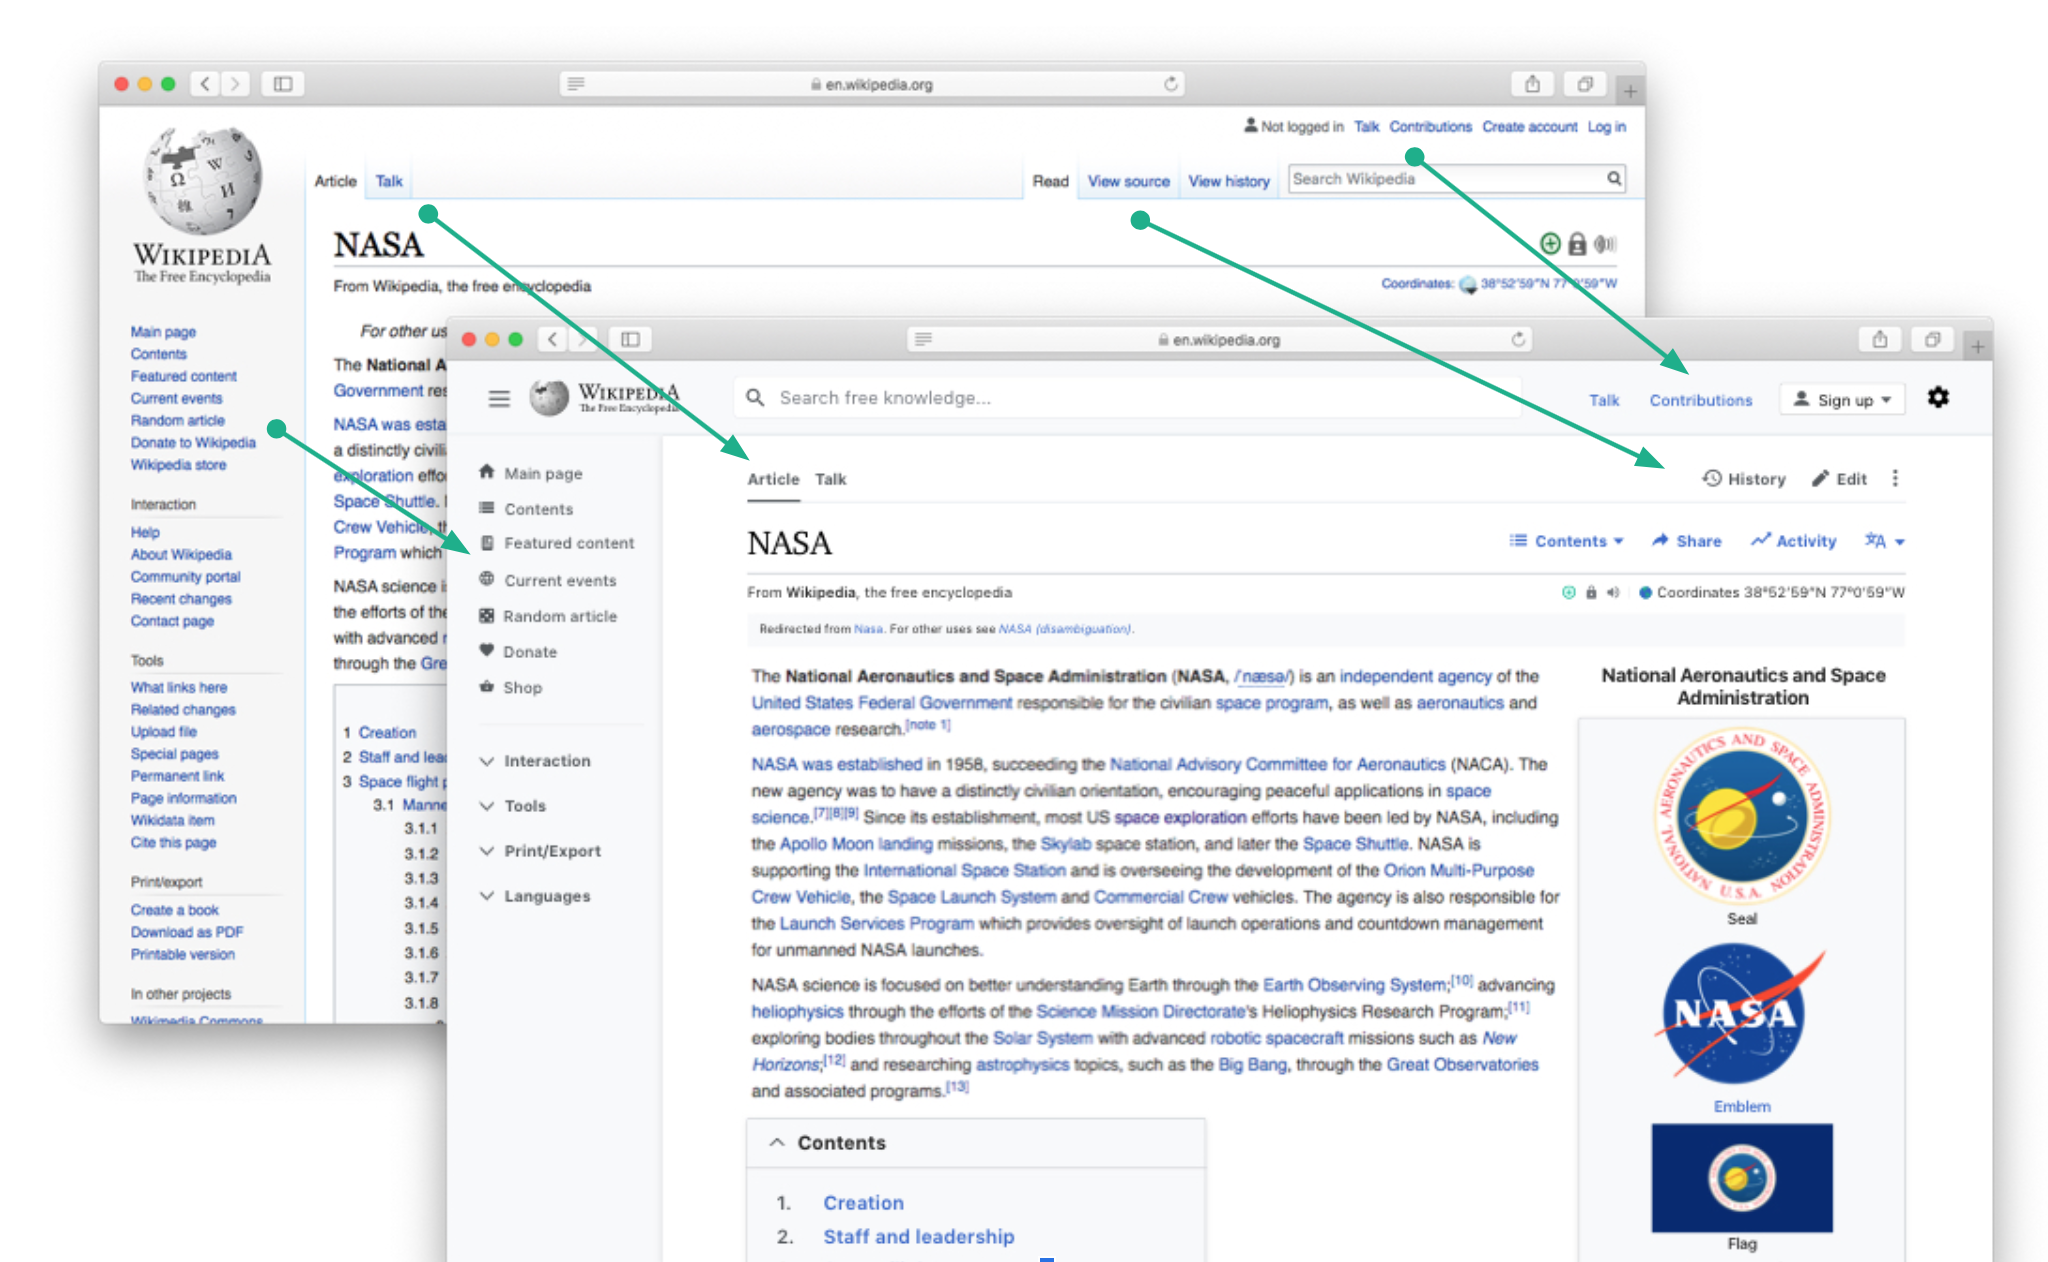 en.wikipedia.org
Not logged in Talk Contributions Create account Log in
Article Talk
Read View source View history Search Wikipedia
WIKIPEDIA
The Free Encyclopedia
NASA
From Wikipedia, the free encyclopedia
Coordinates: 38°52'59"N 77°0'59"W
Main page
Contents
Featured content
Current events
Random article
Donate to Wikipedia
Wikipedia store
Interaction
Help
About Wikipedia
Community portal
Recent changes
Contact page
Tools
What links here
Related changes
Upload file
Special pages
Permanent link
Page information
Wikidata item
Cite this page
Print/export
Create a book
Download as PDF
Printable version
In other projects
Wikimedia Commons
For other us
The National A
Government res
NASA was esta
a distinctly civili
exploration effo
Space Shuttle.
Crew Vehicle, th
Program which
NASA science i
the efforts of the
with advanced r
through the Gre
1 Creation
2 Staff and lead
3 Space flight p
3.1 Manne
3.1.1
3.1.2
3.1.3
3.1.4
3.1.5
3.1.6
3.1.7
3.1.8
en.wikipedia.org
WIKIPEDIA
The Free Encyclopedia
Search free knowledge...
Talk Contributions Sign up
Main page
Contents
Featured content
Current events
Random article
Donate
Shop
Interaction
Tools
Print/Export
Languages
Article Talk
History Edit
NASA
Contents Share Activity
From Wikipedia, the free encyclopedia
Coordinates 38°52'59"N 77°0'59"W
Redirected from Nasa. For other uses see NASA (disambiguation).
The National Aeronautics and Space Administration (NASA, /ˈnæsə/) is an independent agency of the
United States Federal Government responsible for the civilian space program, as well as aeronautics and
aerospace research.[note 1]
NASA was established in 1958, succeeding the National Advisory Committee for Aeronautics (NACA). The
new agency was to have a distinctly civilian orientation, encouraging peaceful applications in space
science.[7][8][9] Since its establishment, most US space exploration efforts have been led by NASA, including
the Apollo Moon landing missions, the Skylab space station, and later the Space Shuttle. NASA is
supporting the International Space Station and is overseeing the development of the Orion Multi-Purpose
Crew Vehicle, the Space Launch System and Commercial Crew vehicles. The agency is also responsible for
the Launch Services Program which provides oversight of launch operations and countdown management
for unmanned NASA launches.
NASA science is focused on better understanding Earth through the Earth Observing System;[10] advancing
heliophysics through the efforts of the Science Mission Directorate's Heliophysics Research Program;[11]
exploring bodies throughout the Solar System with advanced robotic spacecraft missions such as New
Horizons;[12] and researching astrophysics topics, such as the Big Bang, through the Great Observatories
and associated programs.[13]
Contents
1. Creation
2. Staff and leadership
National Aeronautics and Space
Administration
NATIONAL AERONAUTICS AND SPACE ADMINISTRATION
U.S.A.
Seal
NASA
Emblem
Flag